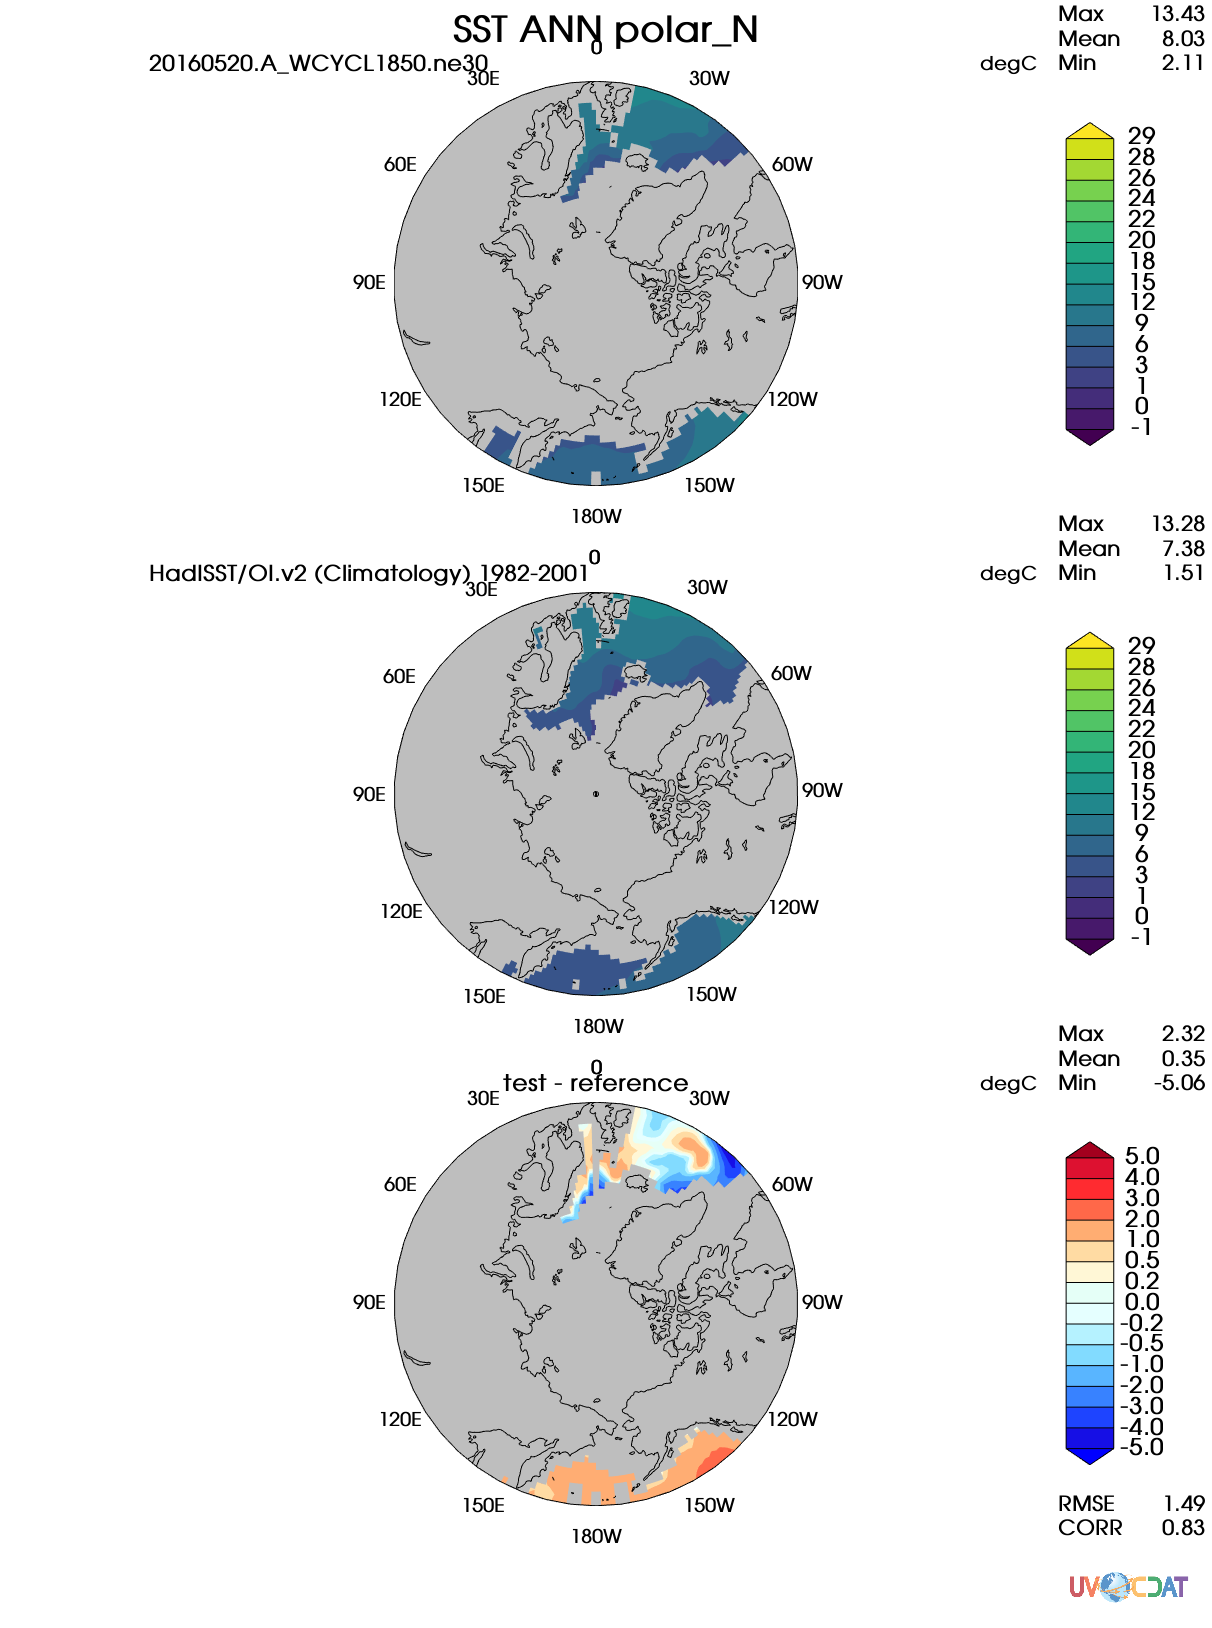 SST ANN polar_N
20160520.A_WCYCL1850.ne30
degC
Max 13.43
Mean 8.03
Min 2.11
0
30E
30W
60E
60W
90E
90W
120E
120W
150E
150W
180W
29
28
26
24
22
20
18
15
12
9
6
3
1
0
-1
HadISST/OI.v2 (Climatology) 1982-2001
degC
Max 13.28
Mean 7.38
Min 1.51
0
30E
30W
60E
60W
90E
90W
120E
120W
150E
150W
180W
29
28
26
24
22
20
18
15
12
9
6
3
1
0
-1
test - reference
degC
Max 2.32
Mean 0.35
Min -5.06
0
30E
30W
60E
60W
90E
90W
120E
120W
150E
150W
180W
5.0
4.0
3.0
2.0
1.0
0.5
0.2
0.0
-0.2
-0.5
-1.0
-2.0
-3.0
-4.0
-5.0
RMSE 1.49
CORR 0.83
UV CDAT